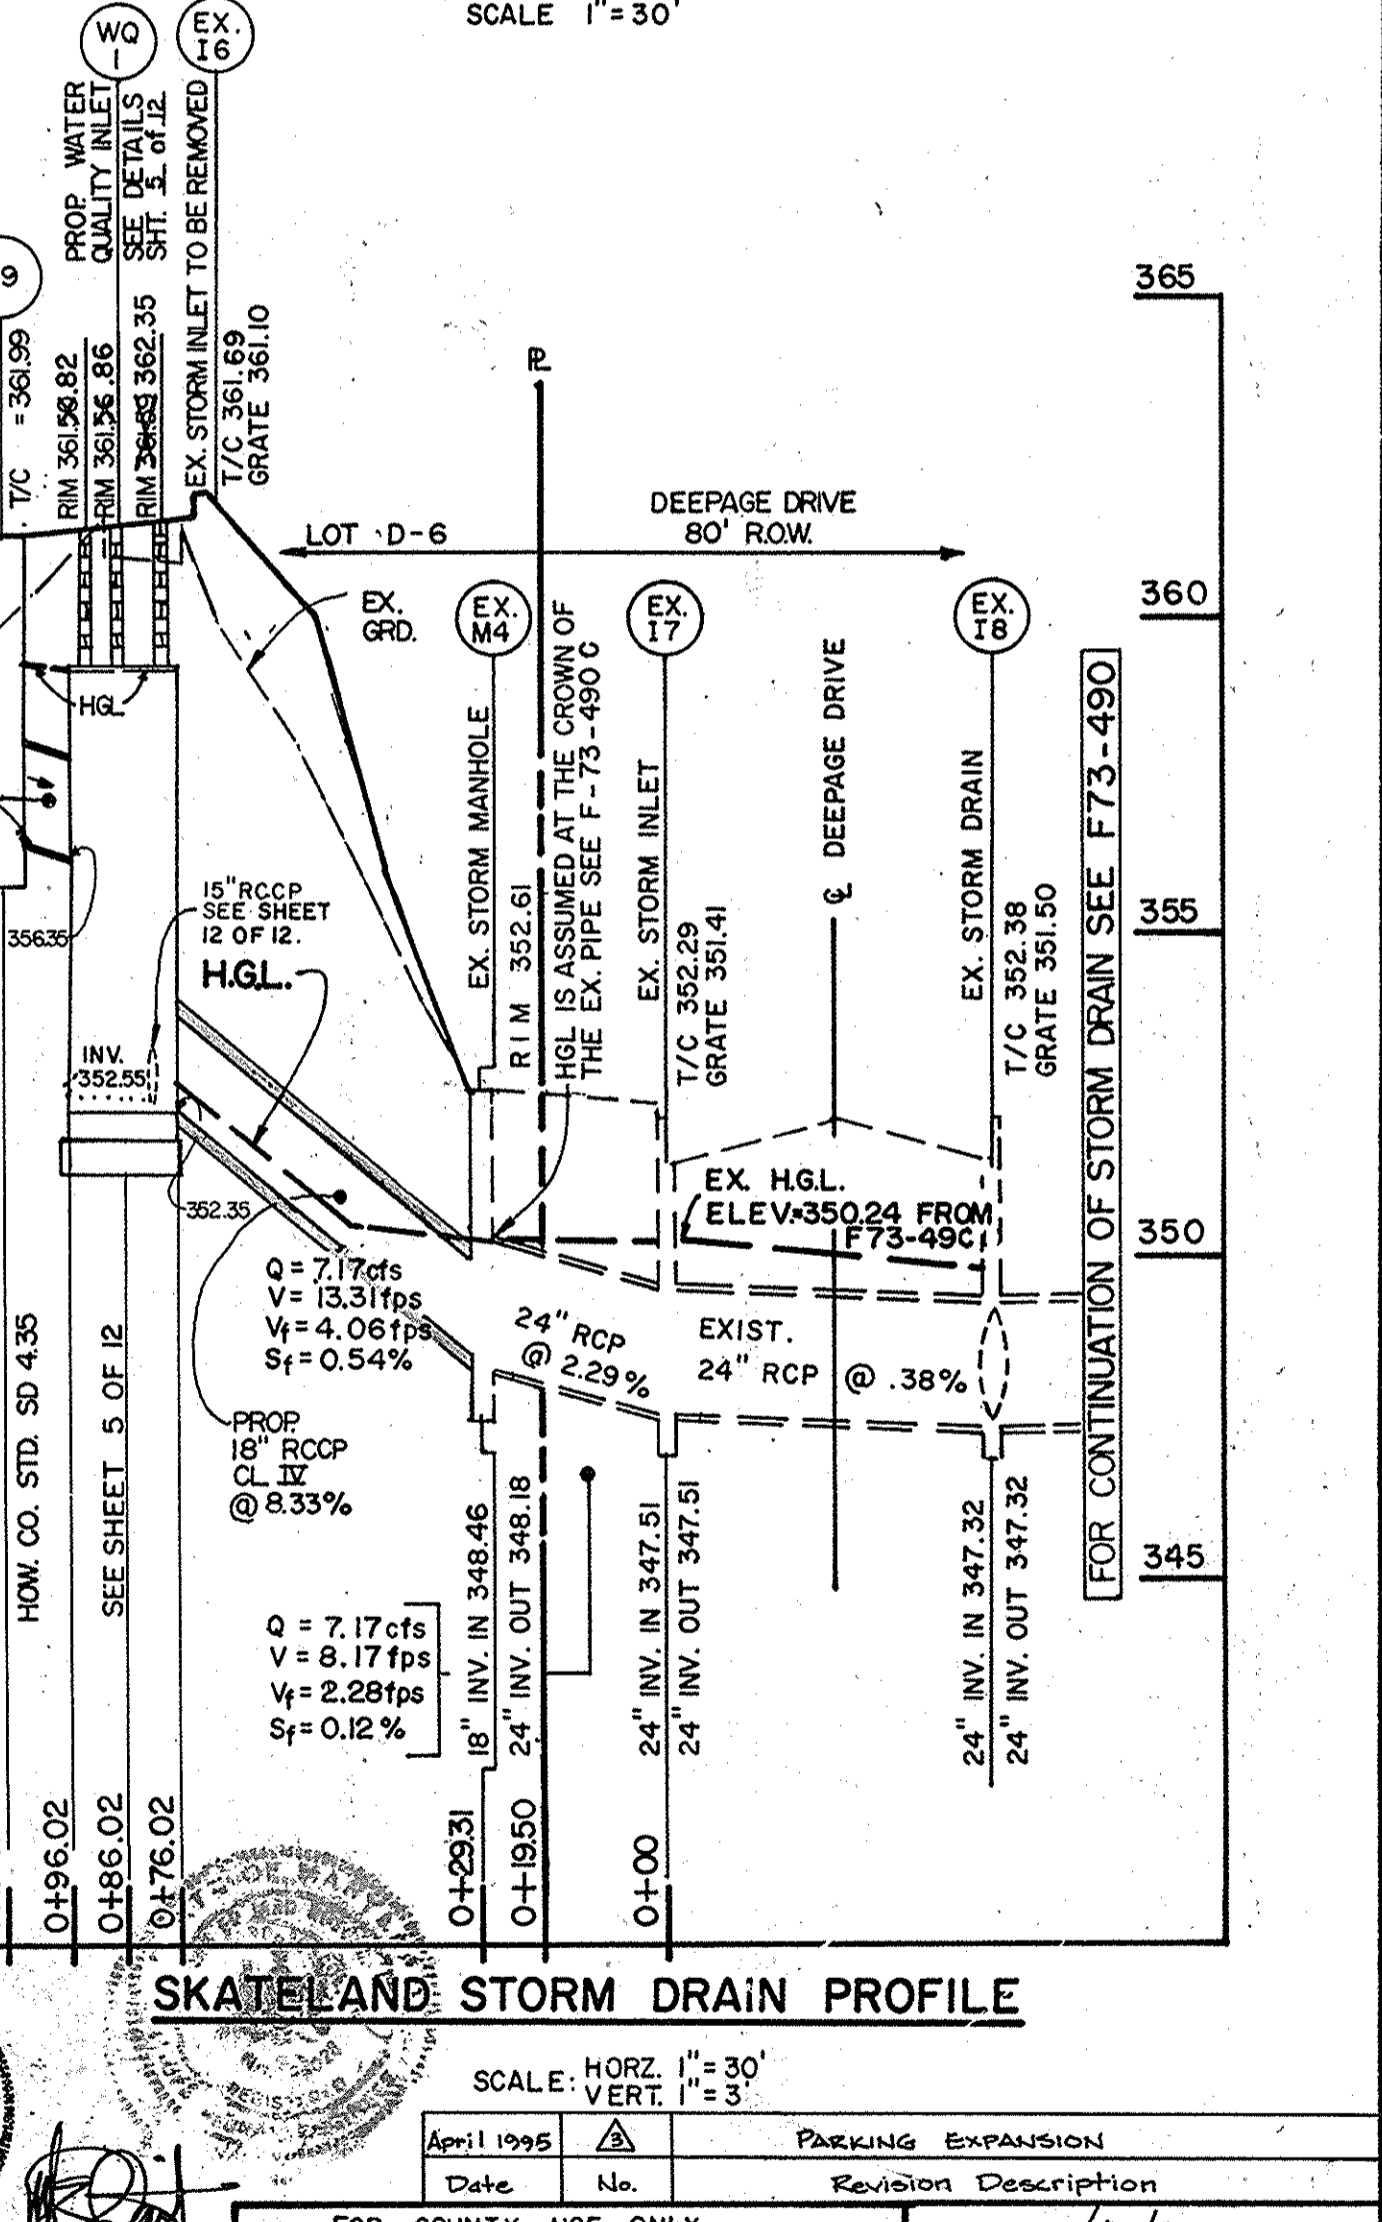 SCALE 1"=30'
WQ
1
EX.
I6
9
T/C = 361.99
PROP. WATER
QUALITY INLET
SEE DETAILS
SHT. 5 of 12
RIM 361.50.82
RIM 361.56.86
RIM 362.35
EX. STORM INLET TO BE REMOVED
T/C 361.69
GRATE 361.10
365
360
355
350
345
PL
LOT D-6
DEEPAGE DRIVE
80' R.O.W.
EX.
GRD.
EX.
M4
EX.
I7
EX.
I8
HGL
EX. STORM MANHOLE
RIM 352.61
HGL IS ASSUMED AT THE CROWN OF
THE EX. PIPE SEE F-73-490 C
EX. STORM INLET
T/C 352.29
GRATE 351.41
℄ DEEPAGE DRIVE
EX. STORM DRAIN
T/C 352.38
GRATE 351.50
FOR CONTINUATION OF STORM DRAIN SEE F73-490
15" RCCP
SEE SHEET
12 OF 12.
H.G.L.
356.35
INV.
352.55
352.35
EX. H.G.L.
ELEV.=350.24 FROM
F73-49C
Q = 7.17cfs
V = 13.31fps
Vf = 4.06fps
Sf = 0.54%
24" RCP
@ 2.29%
EXIST.
24" RCP @ .38%
PROP.
18" RCCP
CL IV
@ 8.33%
HOW. CO. STD. SD 4.35
SEE SHEET 5 OF 12
Q = 7.17cfs
V = 8.17fps
Vf = 2.28fps
Sf = 0.12%
18" INV. IN 348.46
24" INV. OUT 348.18
24" INV. IN 347.51
24" INV. OUT 347.51
24" INV. IN 347.32
24" INV. OUT 347.32
0+96.02
0+86.02
0+76.02
0+29.31
0+19.50
0+00
SKATELAND STORM DRAIN PROFILE
SCALE: HORZ. 1"=30'
VERT. 1"=3'
April 1995 3 PARKING EXPANSION
Date No. Revision Description
FOR COUNTY USE ONLY